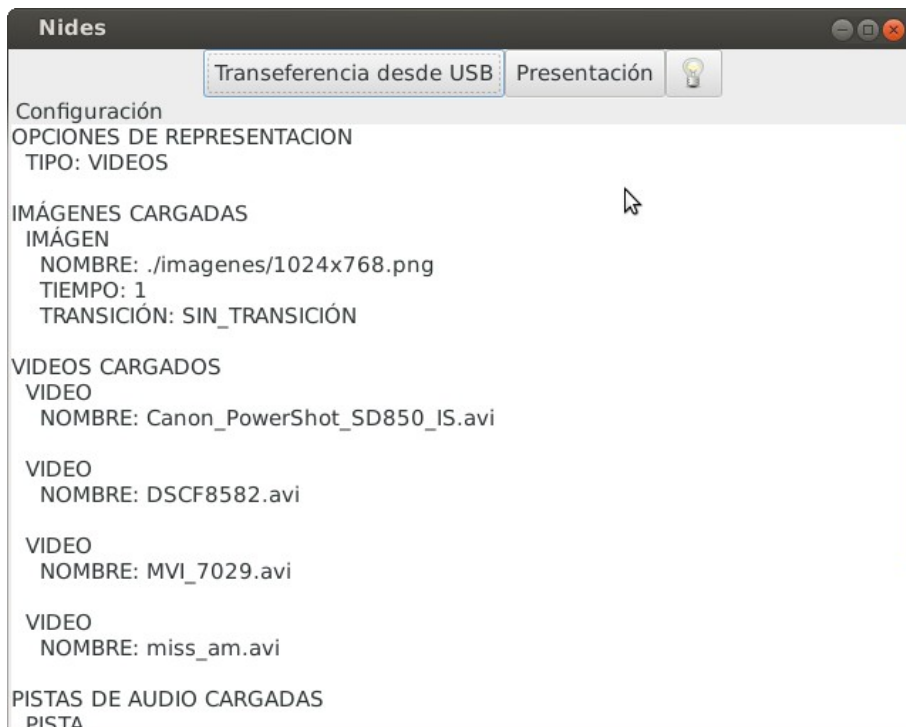 Nides
Transeferencia desde USB Presentación
Configuración
OPCIONES DE REPRESENTACION
TIPO: VIDEOS
IMÁGENES CARGADAS
IMÁGEN
NOMBRE: ./imagenes/1024x768.png
TIEMPO: 1
TRANSICIÓN: SIN_TRANSICIÓN
VIDEOS CARGADOS
VIDEO
NOMBRE: Canon_PowerShot_SD850_IS.avi
VIDEO
NOMBRE: DSCF8582.avi
VIDEO
NOMBRE: MVI_7029.avi
VIDEO
NOMBRE: miss_am.avi
PISTAS DE AUDIO CARGADAS
PISTA